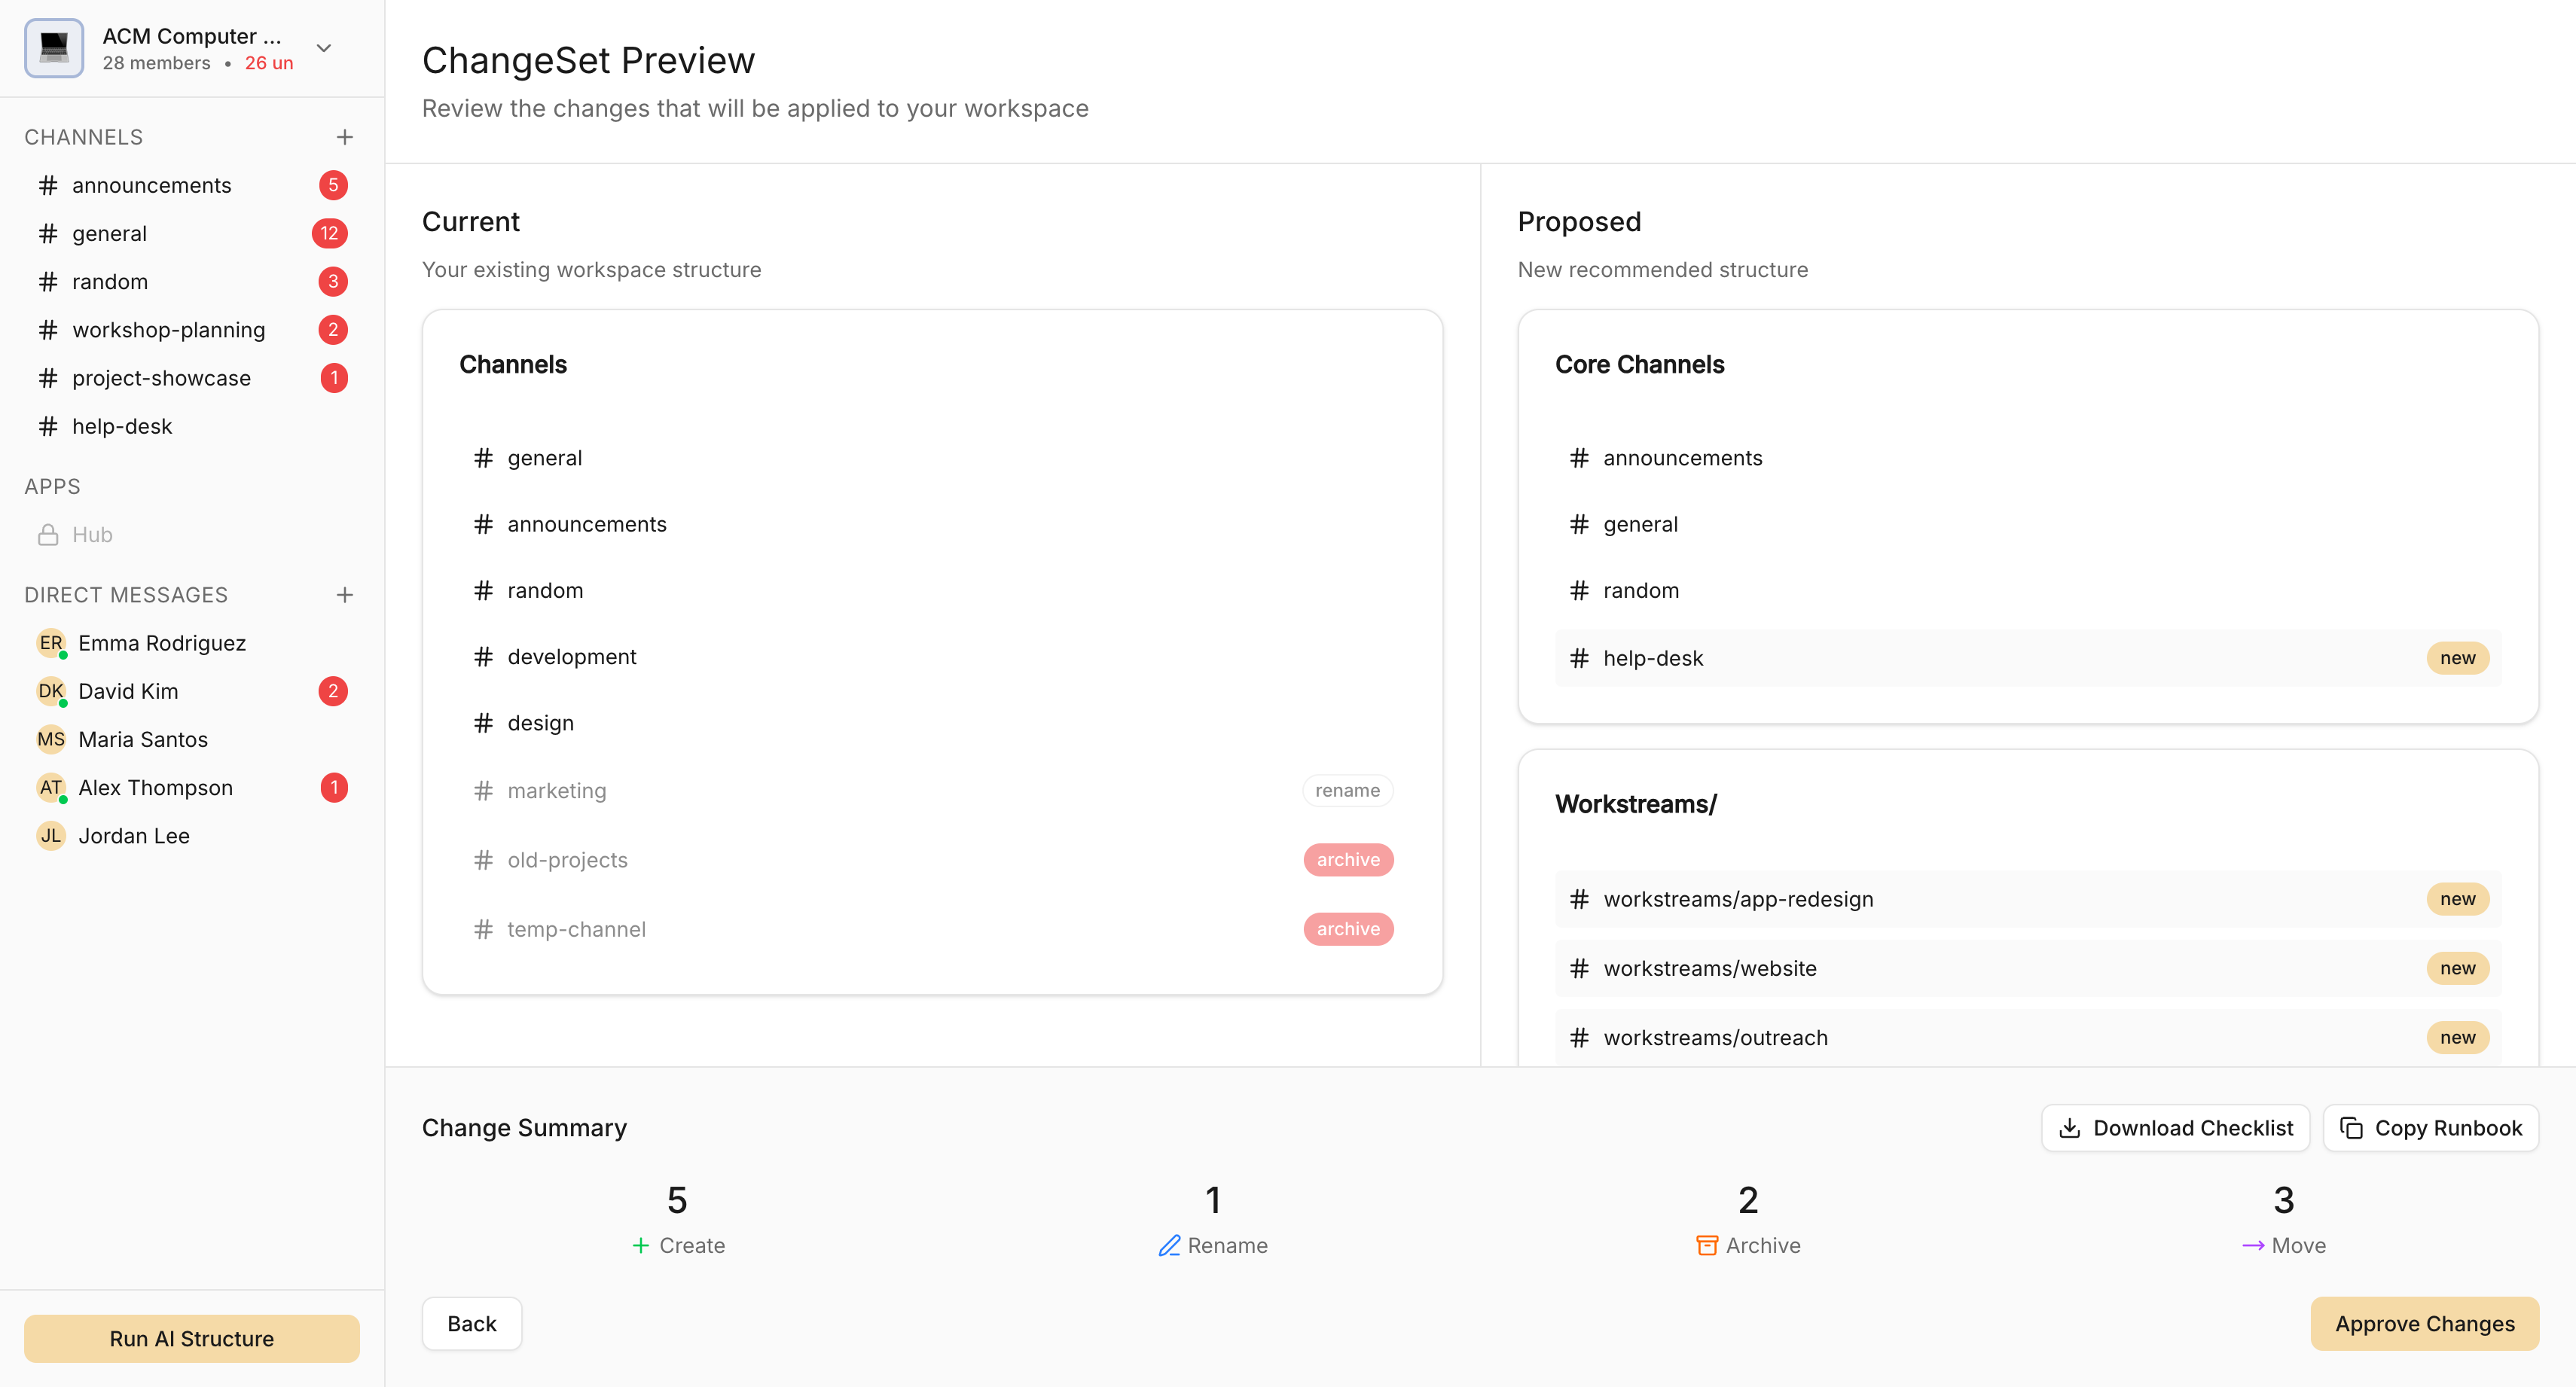 ACM Computer ...
28 members • 26 un
CHANNELS
# announcements 5
# general 12
# random 3
# workshop-planning 2
# project-showcase 1
# help-desk
APPS
Hub
DIRECT MESSAGES
ER Emma Rodriguez
DK David Kim 2
MS Maria Santos
AT Alex Thompson 1
JL Jordan Lee
Run AI Structure
ChangeSet Preview
Review the changes that will be applied to your workspace
Current
Your existing workspace structure
Channels
# general
# announcements
# random
# development
# design
# marketing rename
# old-projects archive
# temp-channel archive
Proposed
New recommended structure
Core Channels
# announcements
# general
# random
# help-desk new
Workstreams/
# workstreams/app-redesign new
# workstreams/website new
# workstreams/outreach new
Change Summary
Download Checklist
Copy Runbook
5
Create
1
Rename
2
Archive
3
Move
Back
Approve Changes